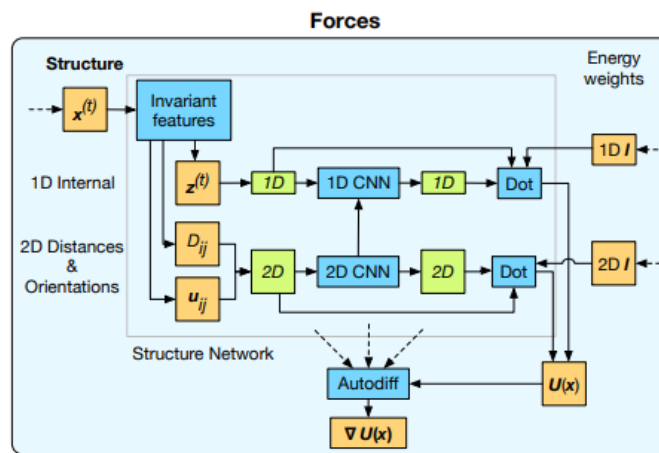 Forces
Structure
Energy
weights
x(t)
Invariant
features
1D Internal
z(t)
1D
1D CNN
1D
Dot
1D l
2D Distances
&
Orientations
Dij
uij
2D
2D CNN
2D
Dot
2D l
Structure Network
Autodiff
U(x)
∇ U(x)